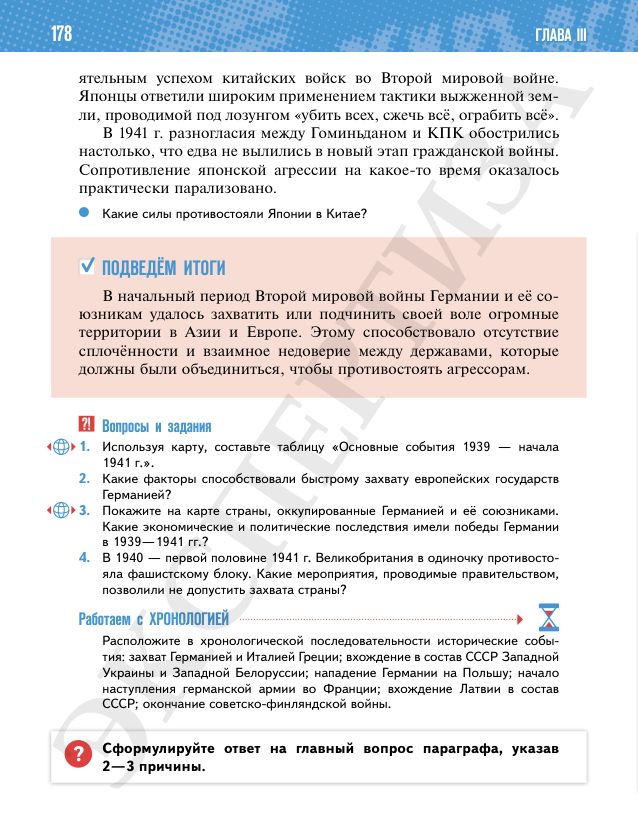 178
ГЛАВА III
ятельным успехом китайских войск во Второй мировой войне.
Японцы ответили широким применением тактики выжженной зем-
ли, проводимой под лозунгом «убить всех, сжечь всё, ограбить всё».
В 1941 г. разногласия между Гоминьданом и КПК обострились
настолько, что едва не вылились в новый этап гражданской войны.
Сопротивление японской агрессии на какое-то время оказалось
практически парализовано.
Какие силы противостояли Японии в Китае?
ПОДВЕДЁМ ИТОГИ
В начальный период Второй мировой войны Германии и её со-
юзникам удалось захватить или подчинить своей воле огромные
территории в Азии и Европе. Этому способствовало отсутствие
сплочённости и взаимное недоверие между державами, которые
должны были объединиться, чтобы противостоять агрессорам.
?! Вопросы и задания
1. Используя карту, составьте таблицу «Основные события 1939 — начала
1941 г.».
2. Какие факторы способствовали быстрому захвату европейских государств
Германией?
3. Покажите на карте страны, оккупированные Германией и её союзниками.
Какие экономические и политические последствия имели победы Германии
в 1939—1941 гг.?
4. В 1940 — первой половине 1941 г. Великобритания в одиночку противосто-
яла фашистскому блоку. Какие мероприятия, проводимые правительством,
позволили не допустить захвата страны?
Работаем с ХРОНОЛОГИЕЙ
Расположите в хронологической последовательности исторические собы-
тия: захват Германией и Италией Греции; вхождение в состав СССР Западной
Украины и Западной Белоруссии; нападение Германии на Польшу; начало
наступления германской армии во Франции; вхождение Латвии в состав
СССР; окончание советско-финляндской войны.
? Сформулируйте ответ на главный вопрос параграфа, указав
2—3 причины.
ЭКСПЕРТИЗА